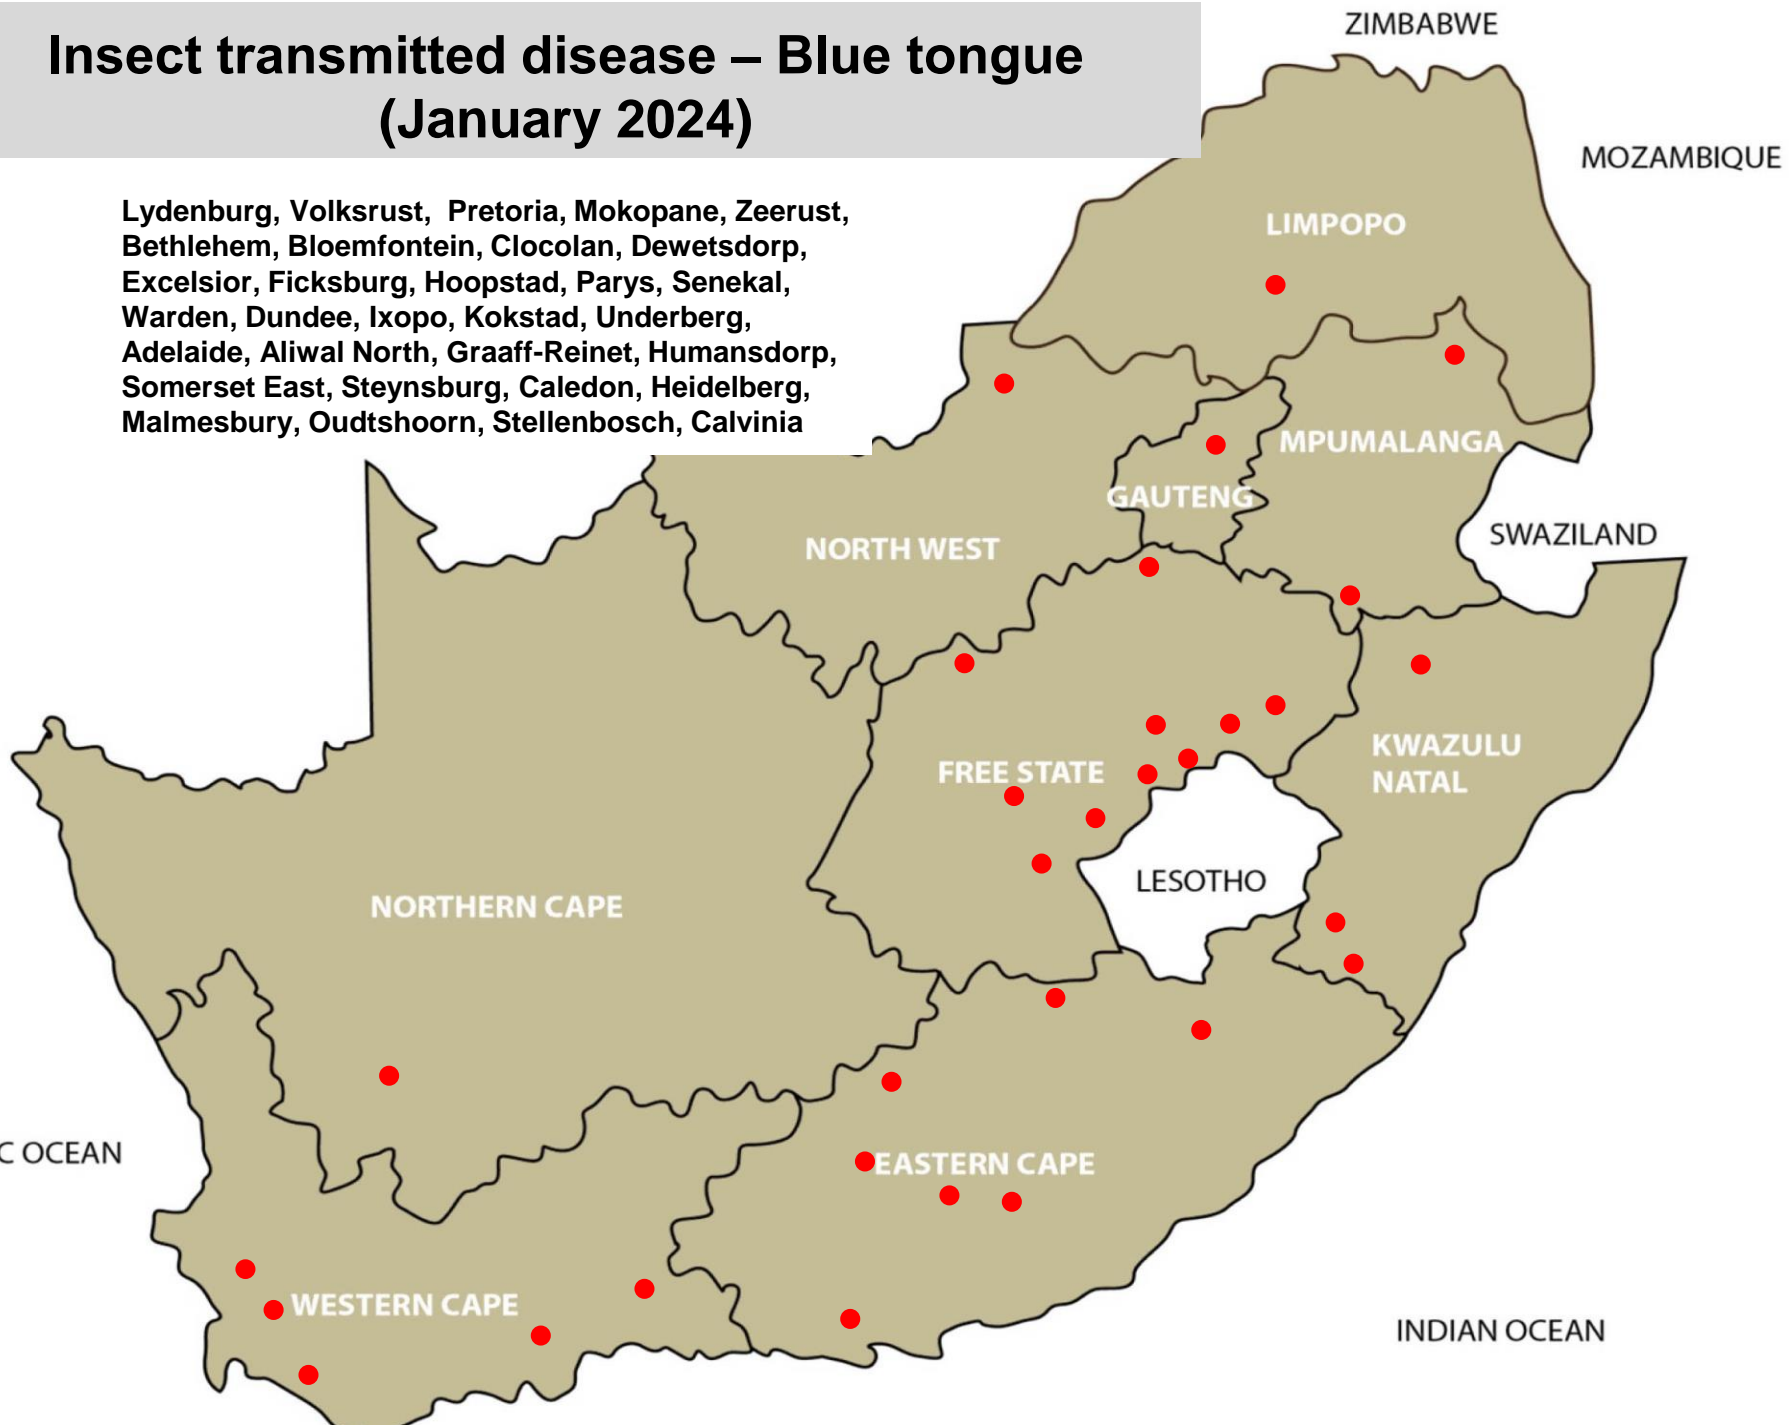 Insect transmitted disease – Blue tongue
(January 2024)
Lydenburg, Volksrust, Pretoria, Mokopane, Zeerust,
Bethlehem, Bloemfontein, Clocolan, Dewetsdorp,
Excelsior, Ficksburg, Hoopstad, Parys, Senekal,
Warden, Dundee, Ixopo, Kokstad, Underberg,
Adelaide, Aliwal North, Graaff-Reinet, Humansdorp,
Somerset East, Steynsburg, Caledon, Heidelberg,
Malmesbury, Oudtshoorn, Stellenbosch, Calvinia
ZIMBABWE
MOZAMBIQUE
LIMPOPO
MPUMALANGA
GAUTENG
NORTH WEST
SWAZILAND
KWAZULU
NATAL
FREE STATE
LESOTHO
NORTHERN CAPE
C OCEAN
EASTERN CAPE
WESTERN CAPE
INDIAN OCEAN